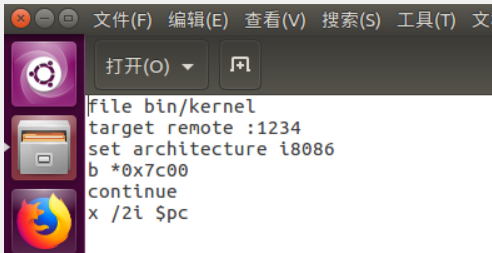 文件(F) 编辑(E) 查看(V) 搜索(S) 工具(T) 文
打开(O)
file bin/kernel
target remote :1234
set architecture i8086
b *0x7c00
continue
x /2i $pc